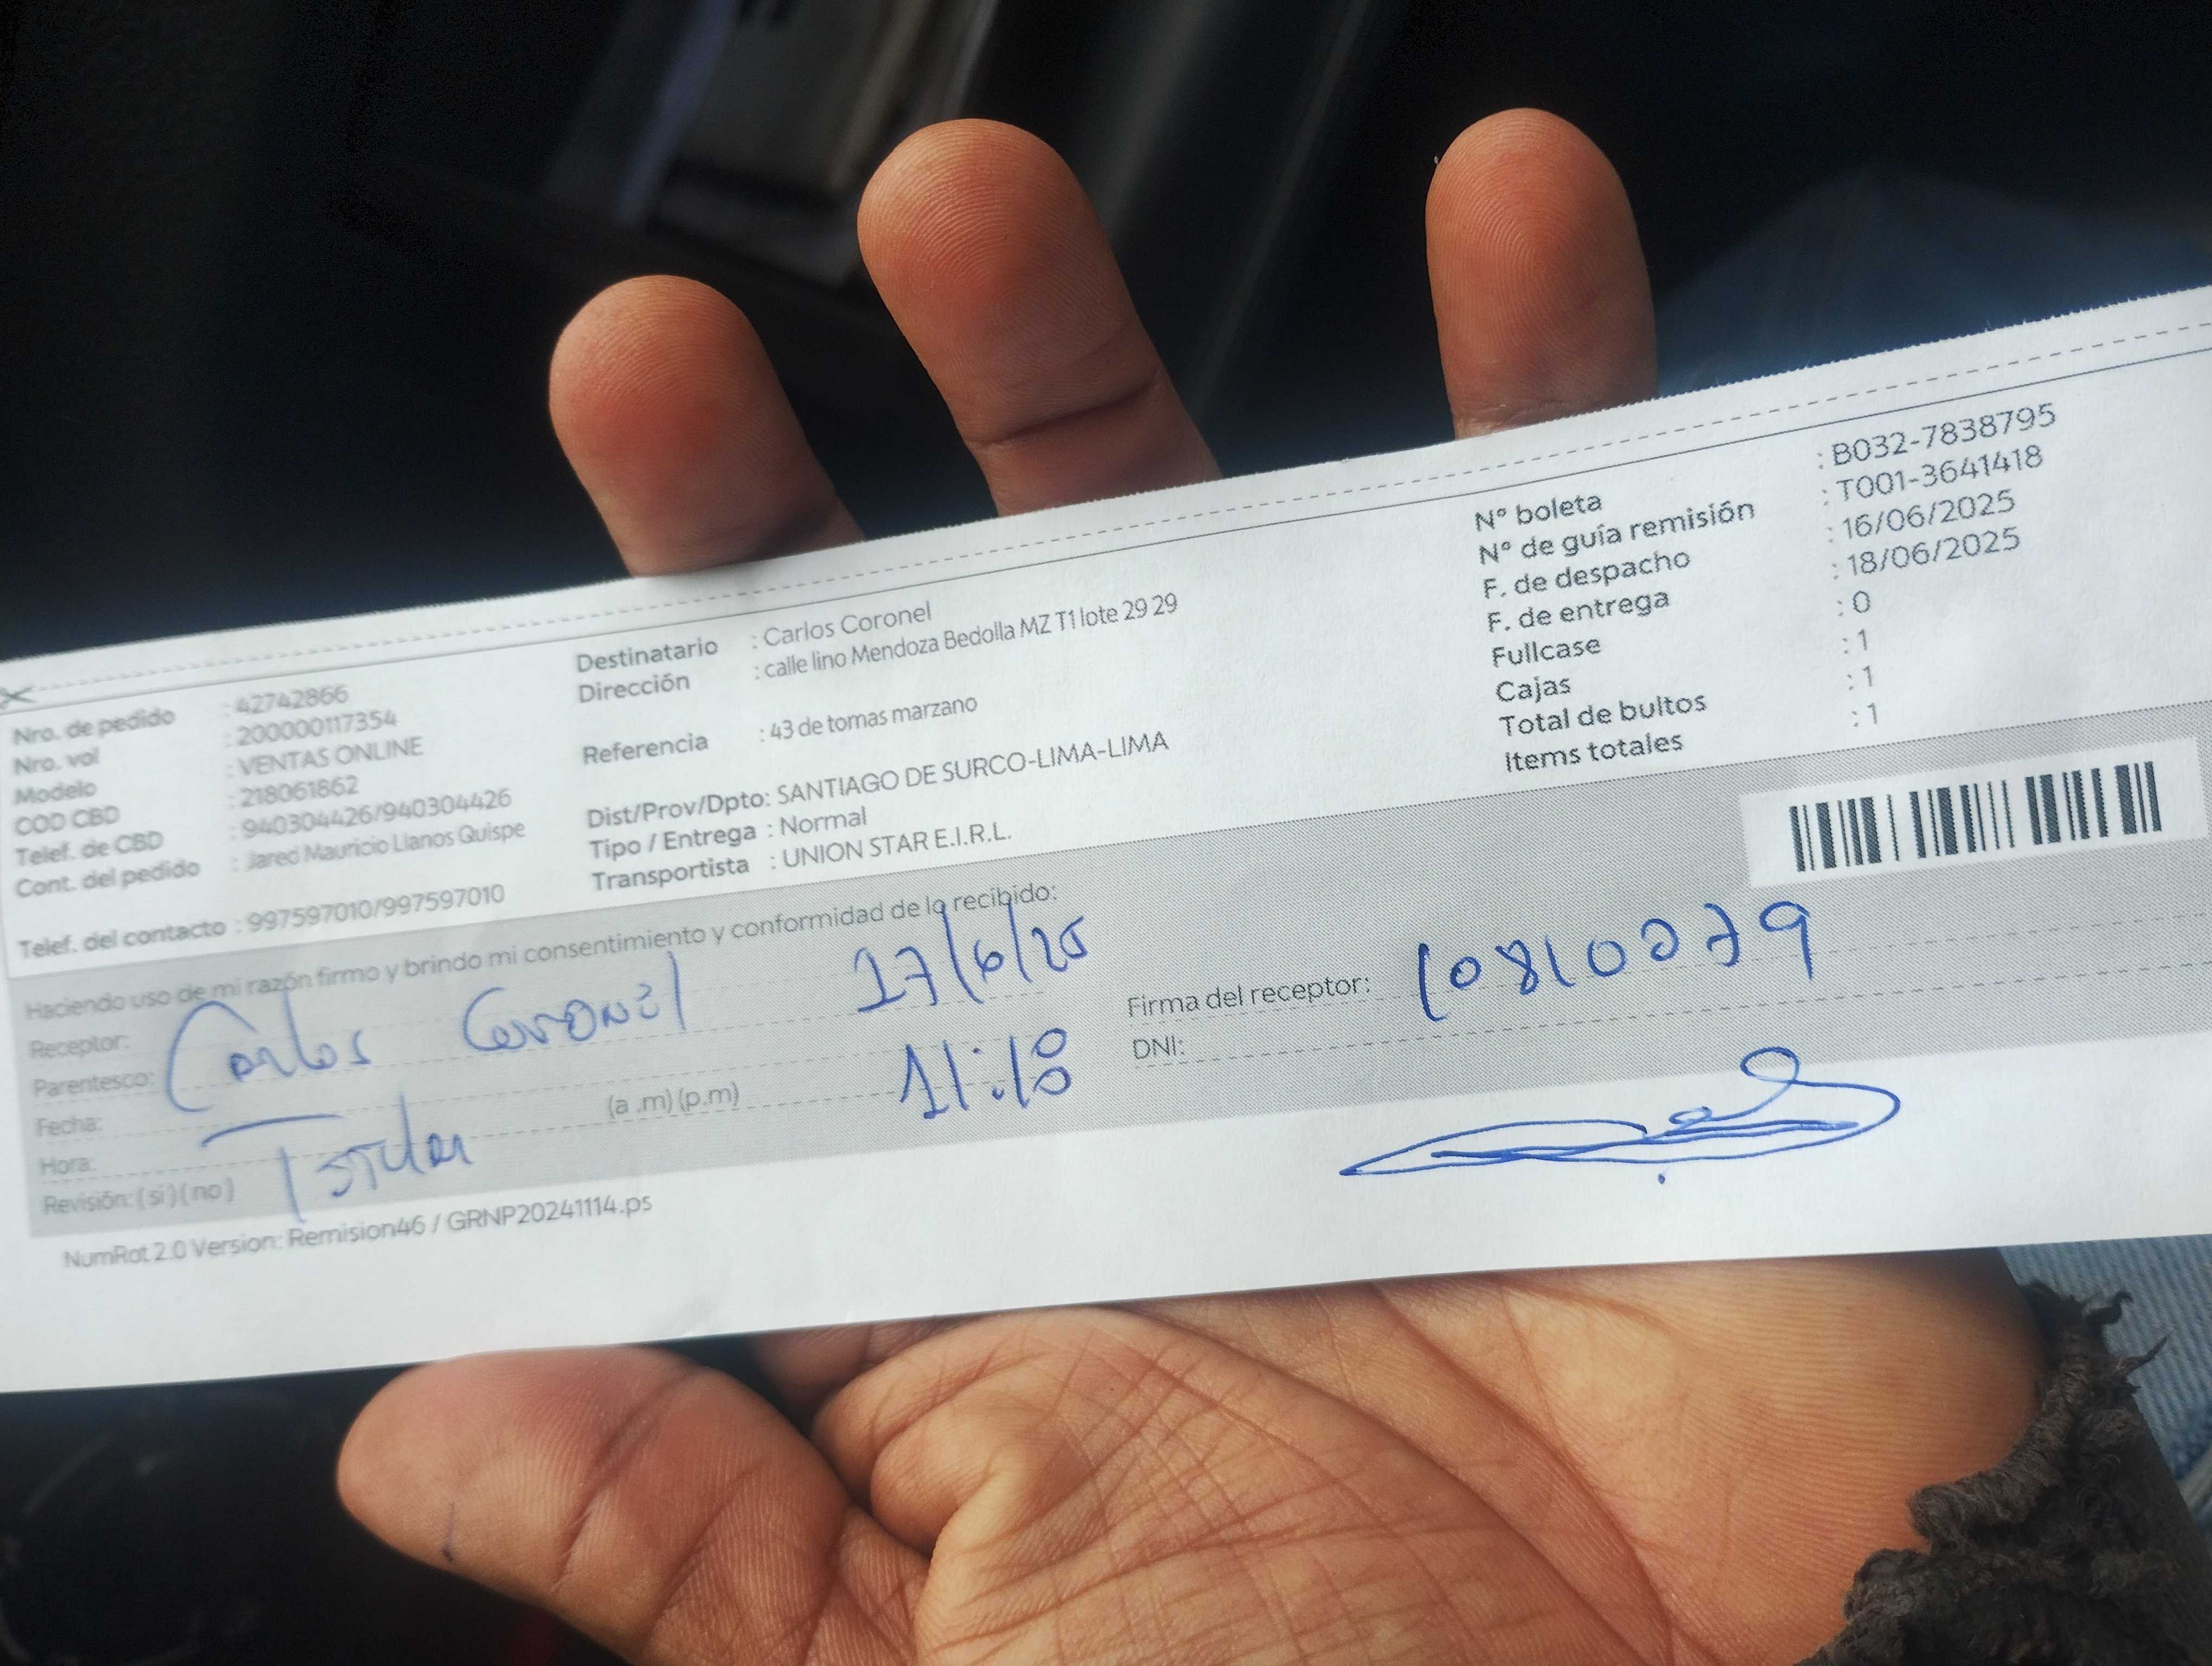 Nro. de pedido : 42742866
Nro. vol : 200000117354
Modelo : VENTAS ONLINE
COD CBD : 218061862
Telef. de CBD : 940304426/940304426
Cont. del pedido : Jared Mauricio Llanos Quispe
Telef. del contacto : 997597010/997597010
Destinatario : Carlos Coronel
Dirección : calle lino Mendoza Bedolla MZ T1 lote 29 29
Referencia : 43 de tomas marzano
Dist/Prov/Dpto: SANTIAGO DE SURCO-LIMA-LIMA
Tipo / Entrega : Normal
Transportista : UNION STAR E.I.R.L.
N° boleta : B032-7838795
N° de guía remisión : T001-3641418
F. de despacho : 16/06/2025
F. de entrega : 18/06/2025
Fullcase : 0
Cajas : 1
Total de bultos : 1
Items totales : 1
Haciendo uso de mi razón firmo y brindo mi consentimiento y conformidad de lo recibido:
Receptor:
Parentesco: Carlos Coronel 17/6/25
Fecha:
Hora: (a .m) (p.m) 11:18
Revisión: ( si ) ( no ) Titular
Firma del receptor: 10810079
DNI:
NumRot 2.0 Version: Remision46 / GRNP20241114.ps